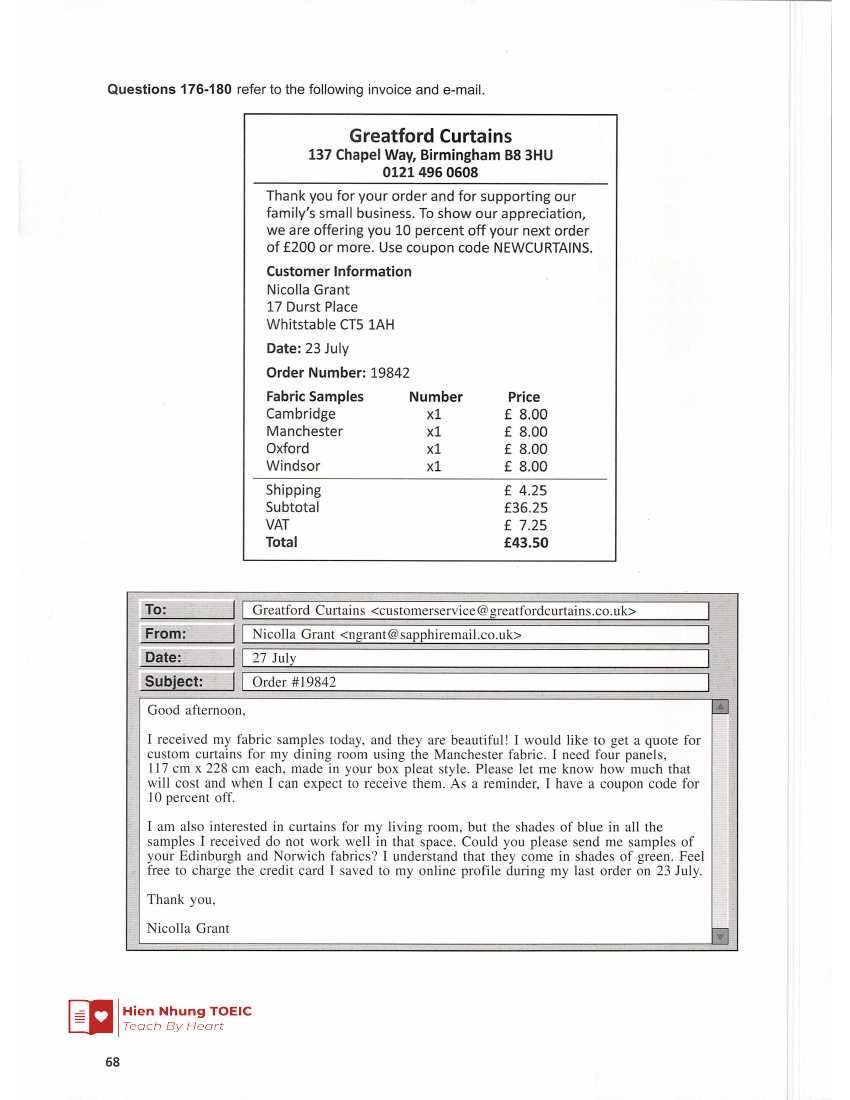 Questions 176-180 refer to the following invoice and e-mail.
Greatford Curtains
137 Chapel Way, Birmingham B8 3HU
0121 496 0608
Thank you for your order and for supporting our
family's small business. To show our appreciation,
we are offering you 10 percent off your next order
of £200 or more. Use coupon code NEWCURTAINS.
Customer Information
Nicolla Grant
17 Durst Place
Whitstable CT5 1AH
Date: 23 July
Order Number: 19842
Fabric Samples Number Price
Cambridge x1 £ 8.00
Manchester x1 £ 8.00
Oxford x1 £ 8.00
Windsor x1 £ 8.00
Shipping £ 4.25
Subtotal £36.25
VAT £ 7.25
Total £43.50
To: Greatford Curtains <customerservice@greatfordcurtains.co.uk>
From: Nicolla Grant <ngrant@sapphiremail.co.uk>
Date: 27 July
Subject: Order #19842
Good afternoon,
I received my fabric samples today, and they are beautiful! I would like to get a quote for
custom curtains for my dining room using the Manchester fabric. I need four panels,
117 cm x 228 cm each, made in your box pleat style. Please let me know how much that
will cost and when I can expect to receive them. As a reminder, I have a coupon code for
10 percent off.
I am also interested in curtains for my living room, but the shades of blue in all the
samples I received do not work well in that space. Could you please send me samples of
your Edinburgh and Norwich fabrics? I understand that they come in shades of green. Feel
free to charge the credit card I saved to my online profile during my last order on 23 July.
Thank you,
Nicolla Grant
Hien Nhung TOEIC
Teach By Heart
68